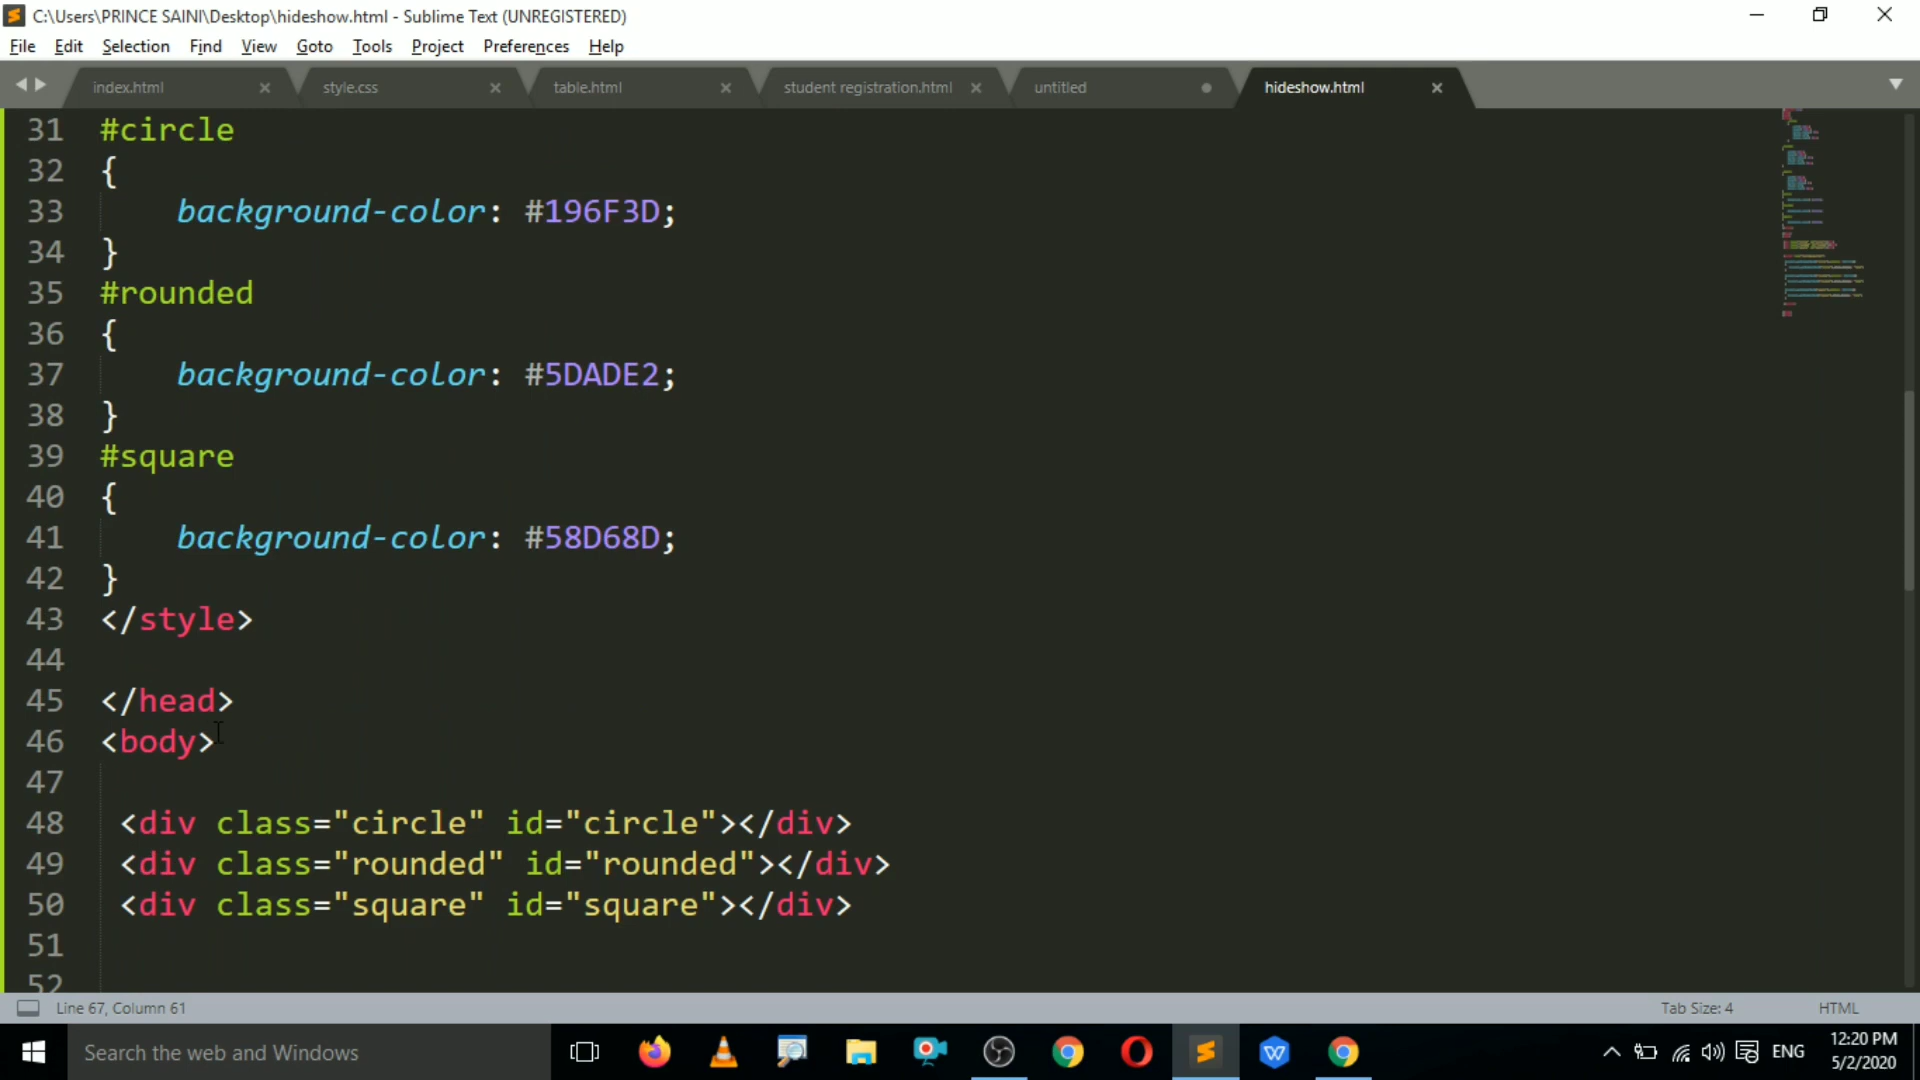 C:\Users\PRINCE SAINI\Desktop\hideshow.html - Sublime Text (UNREGISTERED)
File Edit Selection Find View Goto Tools Project Preferences Help
index.html style.css table.html student registration.html untitled hideshow.html
31 #circle
32 {
33 background-color: #196F3D;
34 }
35 #rounded
36 {
37 background-color: #5DADE2;
38 }
39 #square
40 {
41 background-color: #58D68D;
42 }
43 </style>
44
45 </head>
46 <body>
47
48 <div class="circle" id="circle"></div>
49 <div class="rounded" id="rounded"></div>
50 <div class="square" id="square"></div>
51
52
Line 67, Column 61 Tab Size: 4 HTML
Search the web and Windows ENG 12:20 PM
5/2/2020